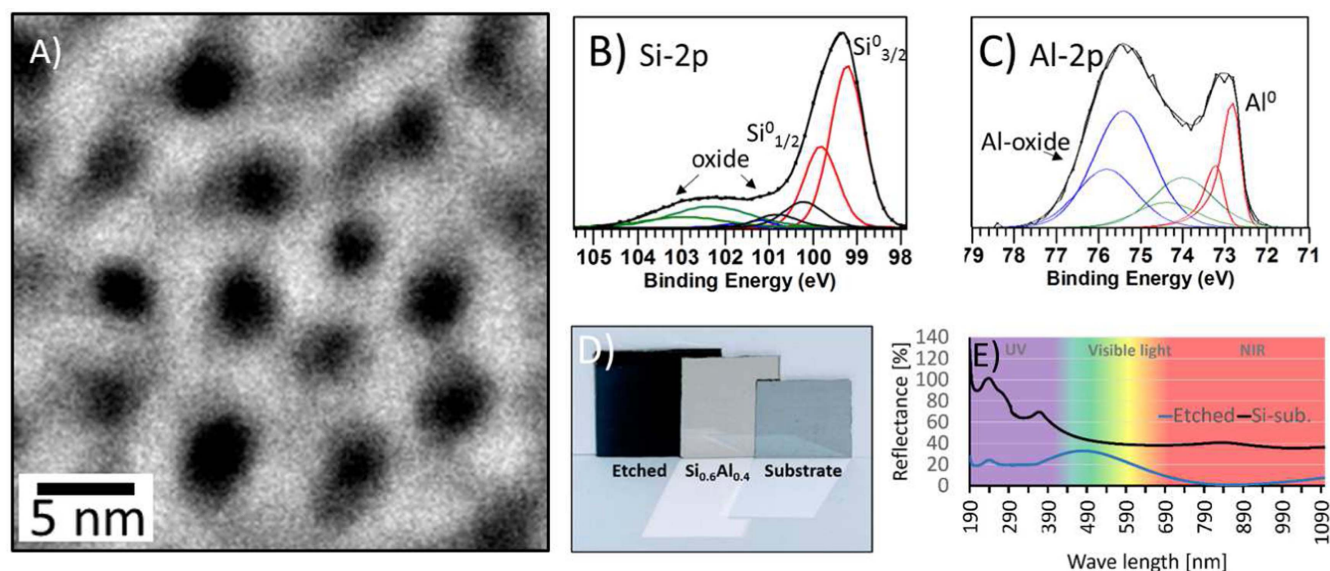 A)
5 nm
B) Si-2p
Si⁰3/2
Si⁰1/2
oxide
105 104 103 102 101 100 99 98
Binding Energy (eV)
C) Al-2p
Al⁰
Al-oxide
79 78 77 76 75 74 73 72 71
Binding Energy (eV)
D)
Etched Si0.6Al0.4 Substrate
E)
UV Visible light NIR
Etched Si-sub.
Reflectance [%]
140
120
100
80
60
40
20
0
190 290 390 490 590 690 790 890 990 1090
Wave length [nm]